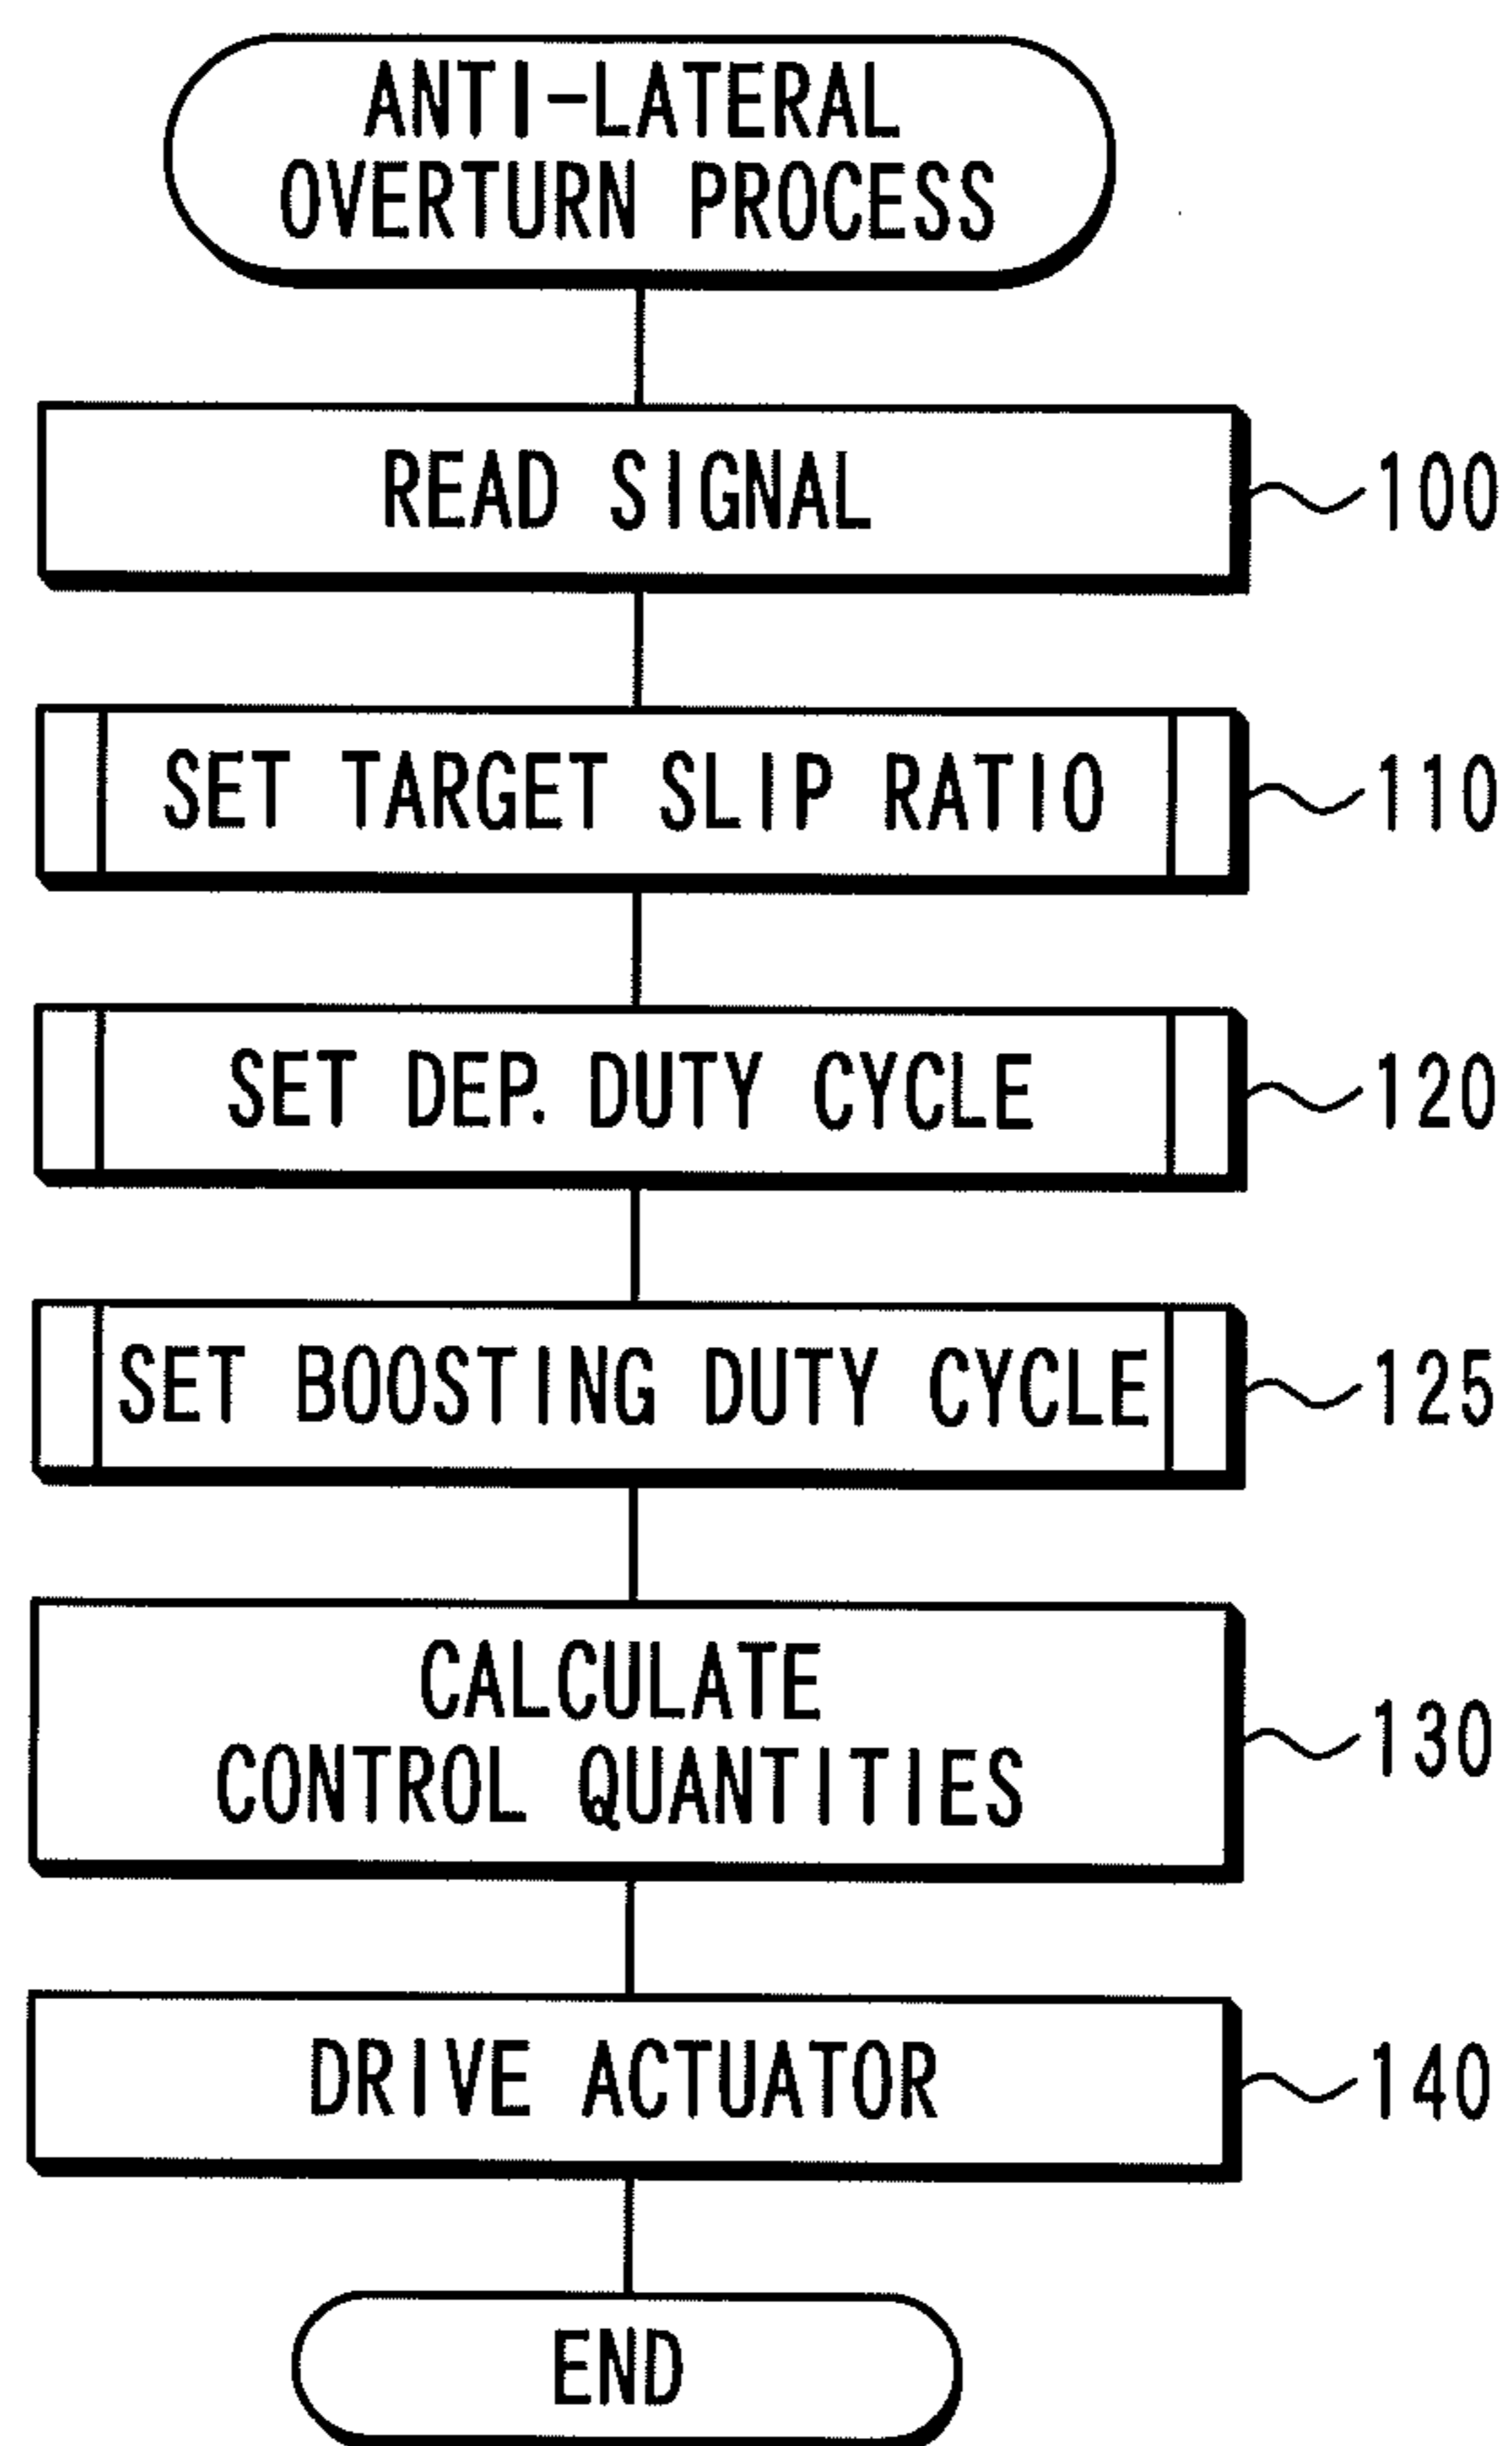 ANTI-LATERAL
OVERTURN PROCESS
READ SIGNAL
100
SET TARGET SLIP RATIO
110
SET DEP. DUTY CYCLE
120
SET BOOSTING DUTY CYCLE
125
CALCULATE
CONTROL QUANTITIES
130
DRIVE ACTUATOR
140
END